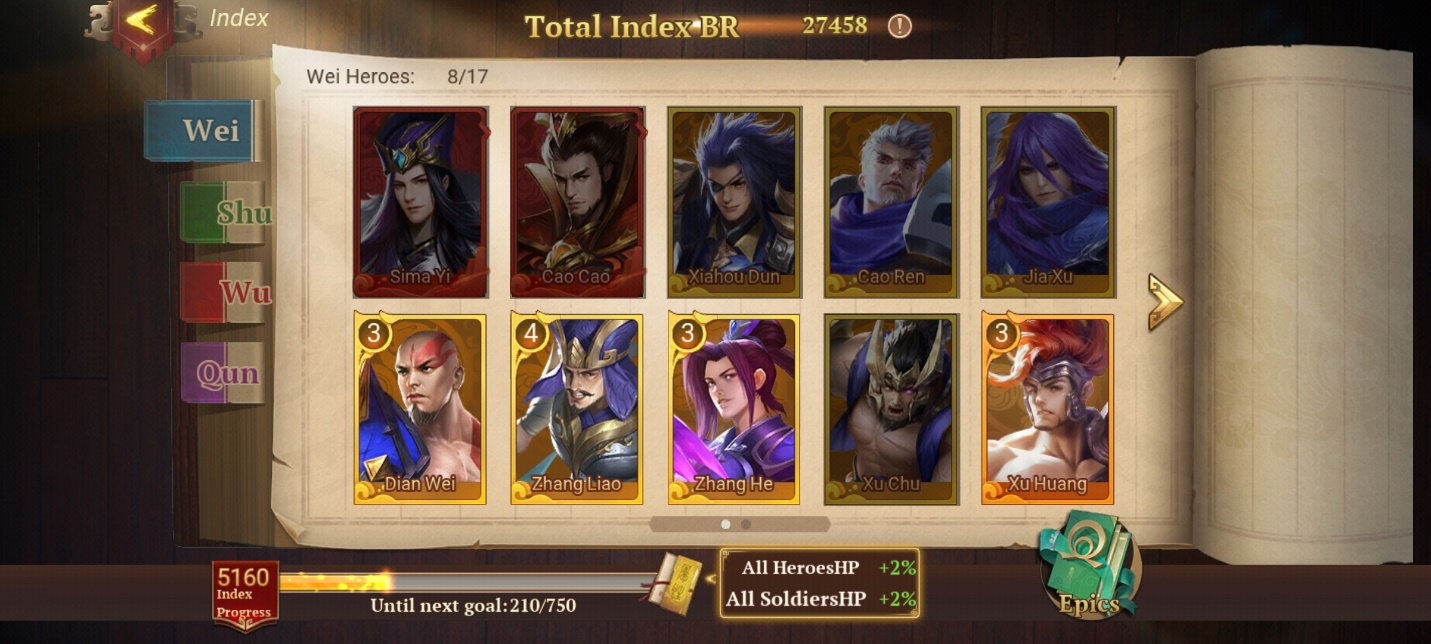 Index
Total Index BR 27458 !
Wei Heroes: 8/17
Wei
Shu
Wu
Qun
Sima Yi
Cao Cao
Xiahou Dun
Cao Ren
Jia Xu
3
4
3
3
Dian Wei
Zhang Liao
Zhang He
Xu Chu
Xu Huang
5160
Index
Progress
Until next goal:210/750
All HeroesHP +2%
All SoldiersHP +2%
Epics